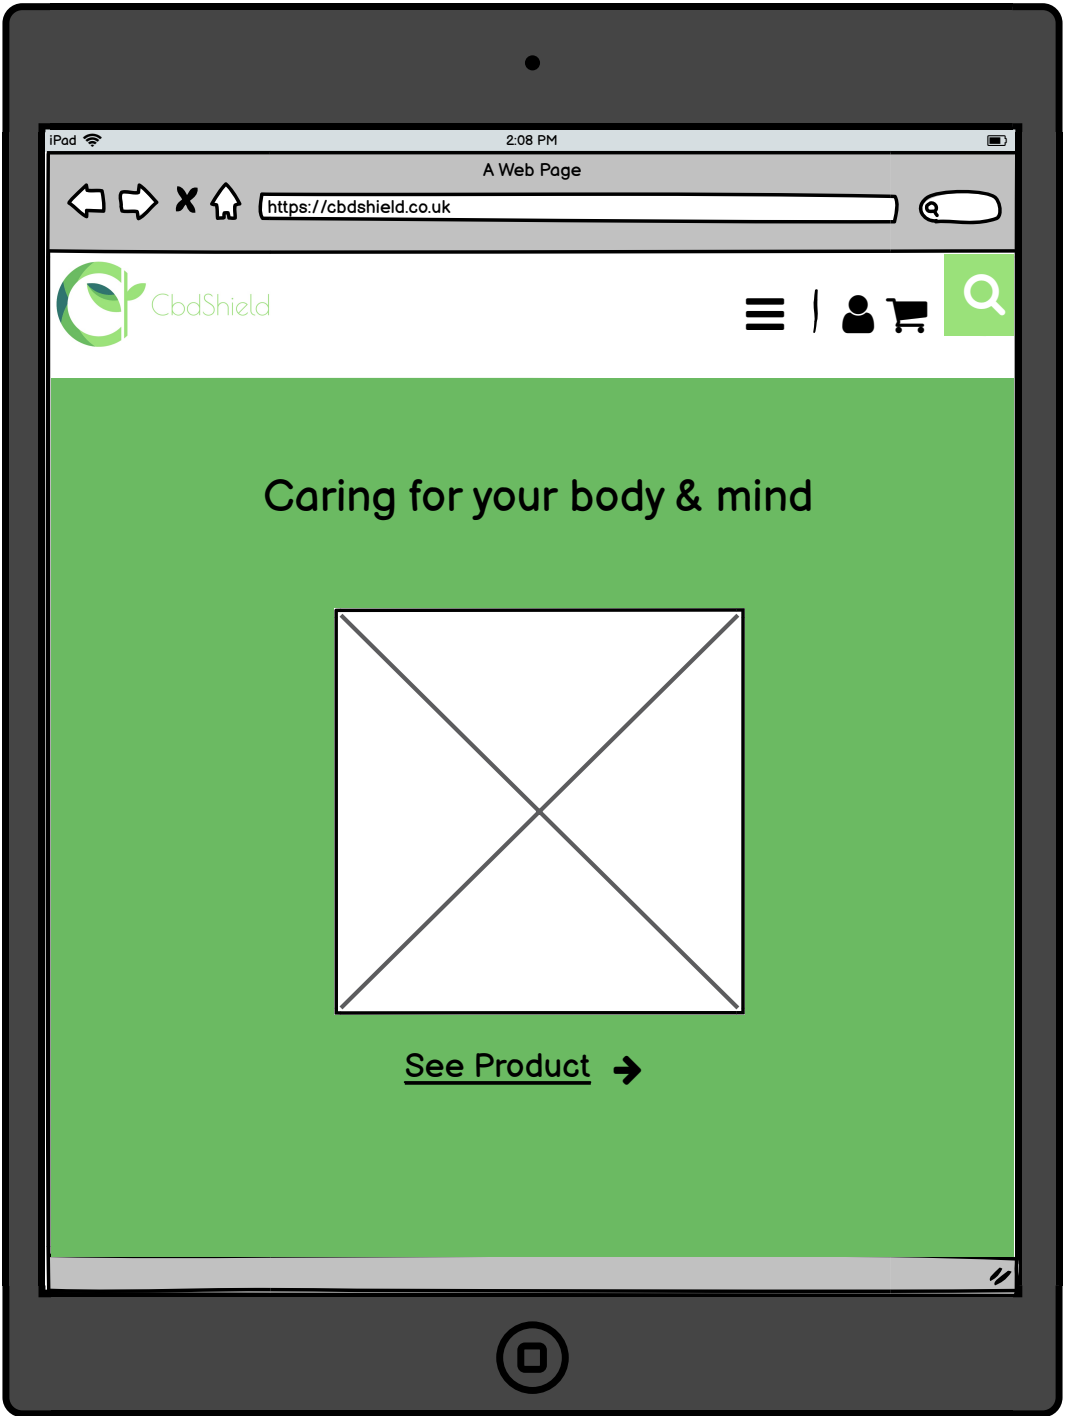 iPad
2:08 PM
A Web Page
https://cbdshield.co.uk
CbdShield
Caring for your body & mind
See Product